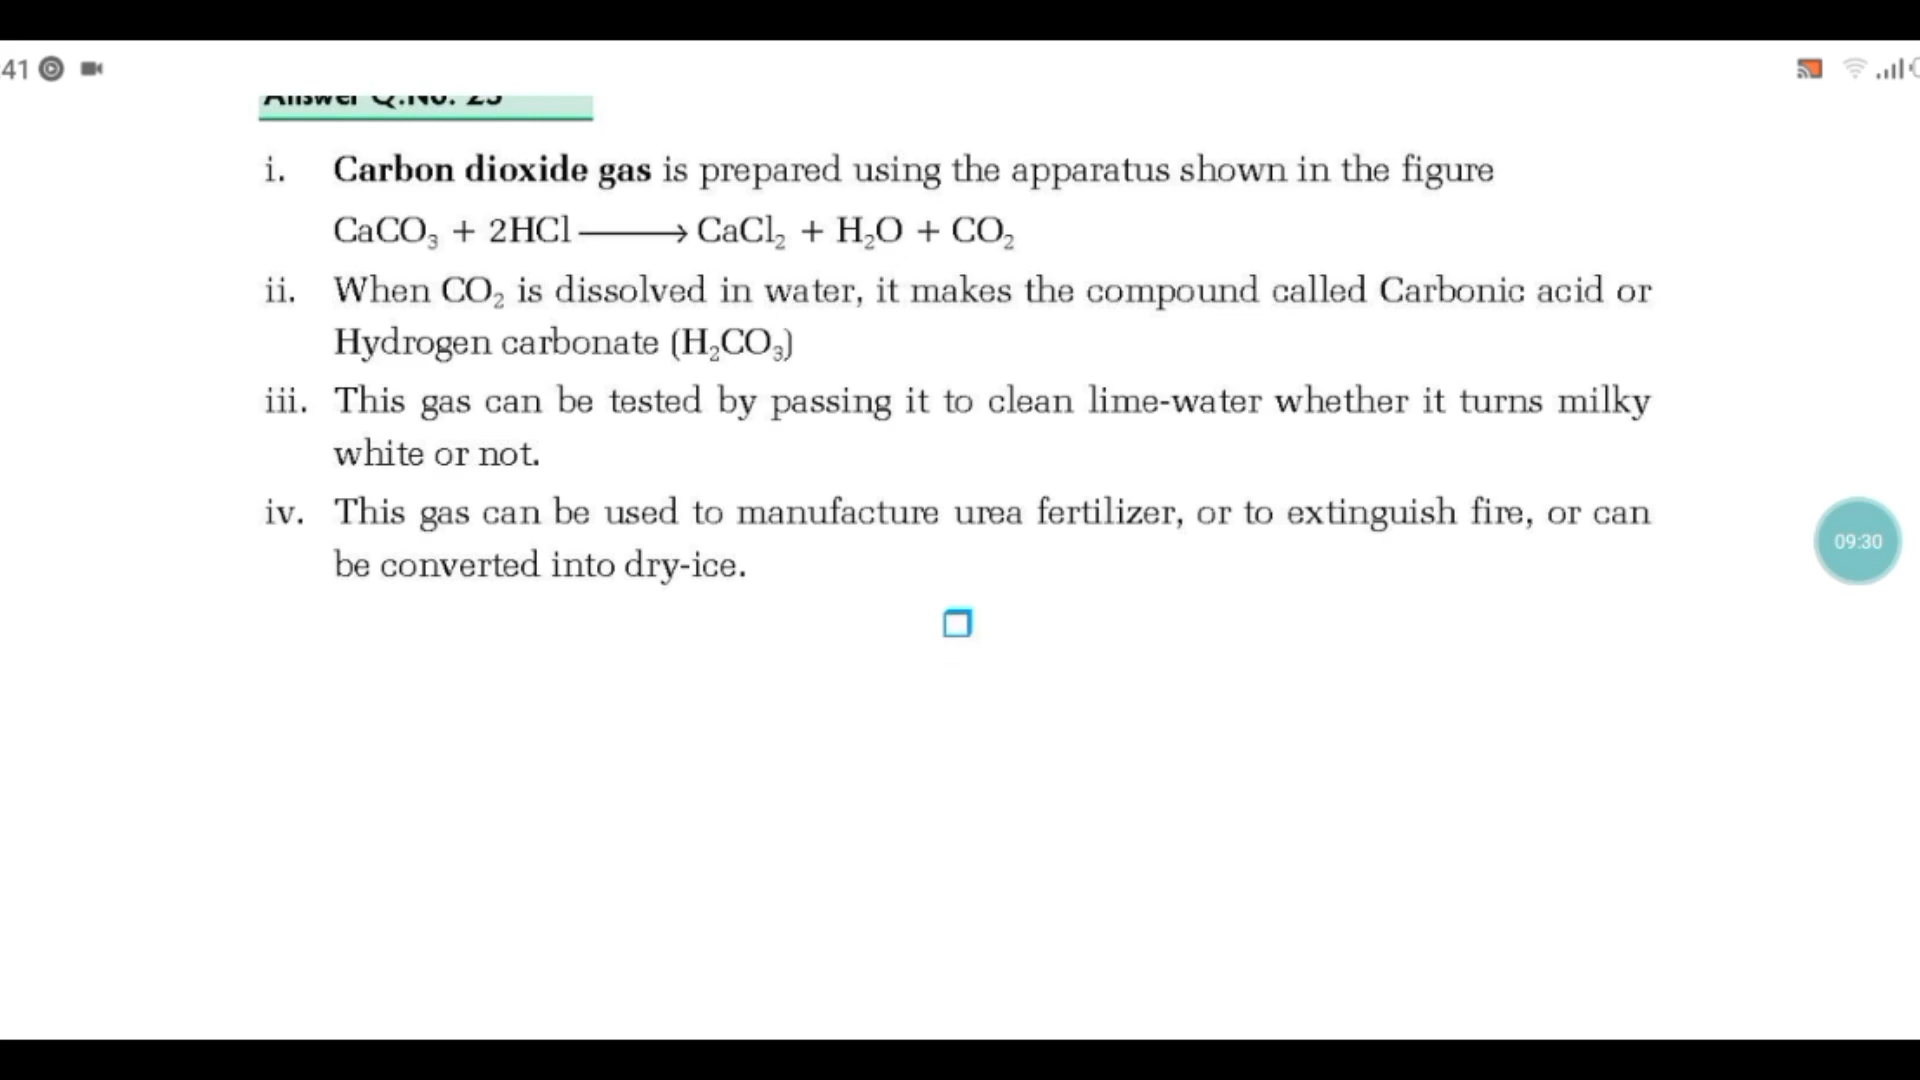 41
Answer Q.No. 25
i. Carbon dioxide gas is prepared using the apparatus shown in the figure
CaCO₃ + 2HCl ⟶ CaCl₂ + H₂O + CO₂
ii. When CO₂ is dissolved in water, it makes the compound called Carbonic acid or
Hydrogen carbonate (H₂CO₃)
iii. This gas can be tested by passing it to clean lime-water whether it turns milky
white or not.
iv. This gas can be used to manufacture urea fertilizer, or to extinguish fire, or can
be converted into dry-ice.
09:30